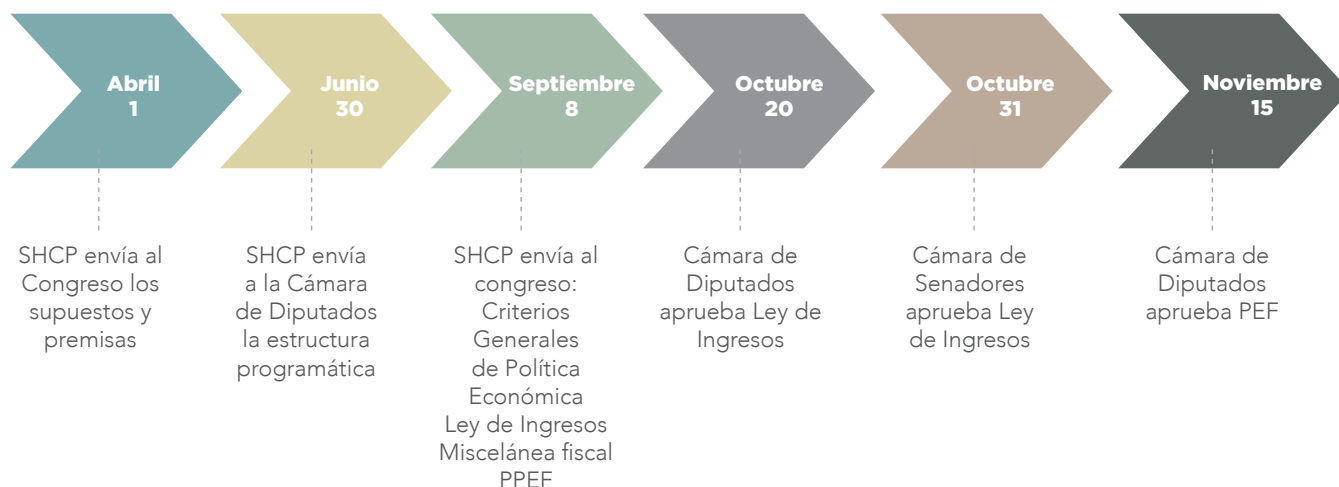 Abril
1
SHCP envía al
Congreso los
supuestos y
premisas
Junio
30
SHCP envía
a la Cámara
de Diputados
la estructura
programática
Septiembre
8
SHCP envía al
congreso:
Criterios
Generales
de Política
Económica
Ley de Ingresos
Miscelánea fiscal
PPEF
Octubre
20
Cámara de
Diputados
aprueba Ley de
Ingresos
Octubre
31
Cámara de
Senadores
aprueba Ley
de Ingresos
Noviembre
15
Cámara de
Diputados
aprueba PEF